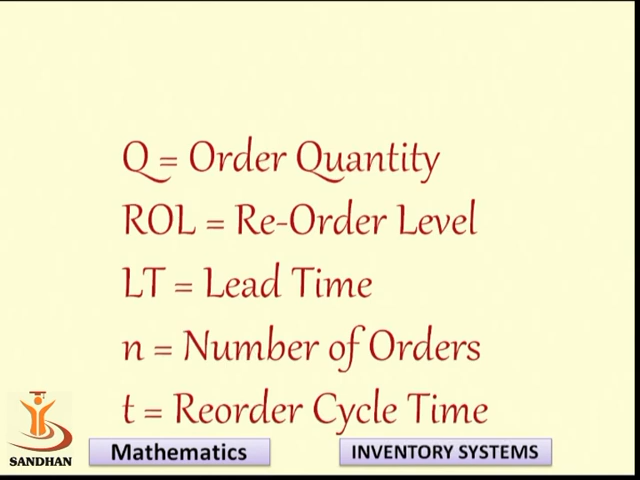 Q = Order Quantity
ROL = Re-Order Level
LT = Lead Time
n = Number of Orders
t = Reorder Cycle Time
SANDHAN
Mathematics
INVENTORY SYSTEMS